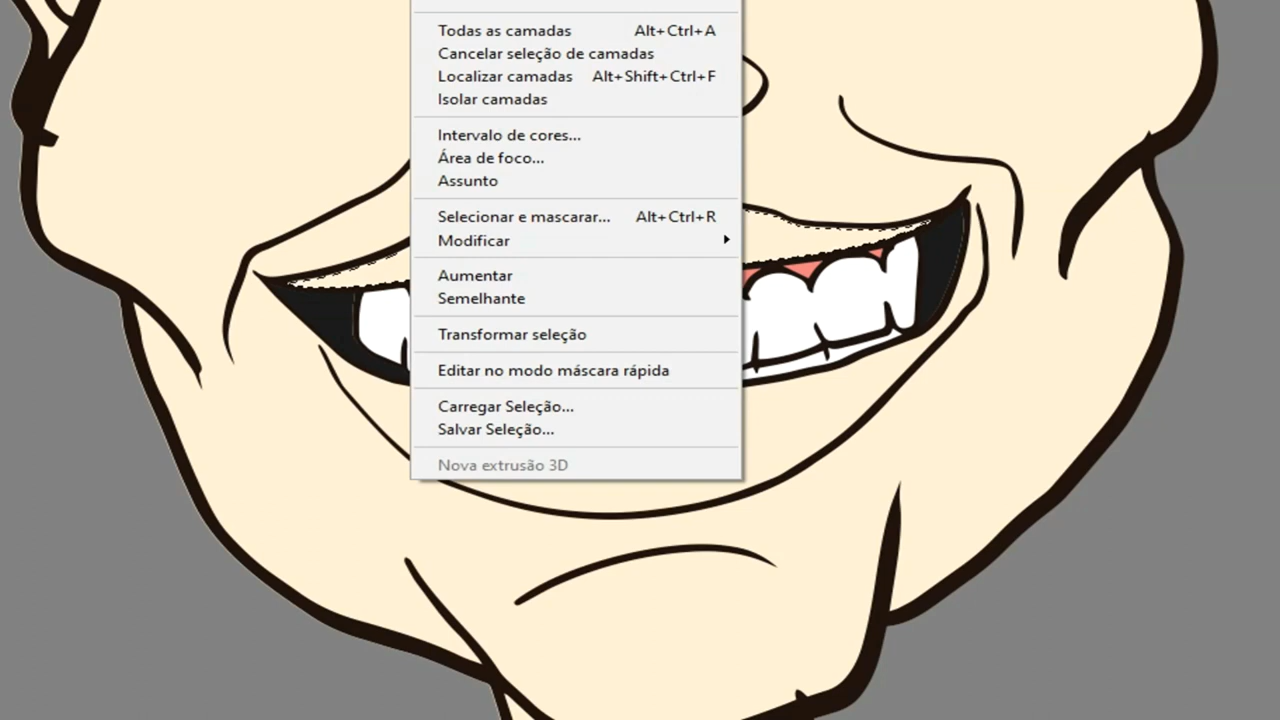 Todas as camadas Alt+Ctrl+A
Cancelar seleção de camadas
Localizar camadas Alt+Shift+Ctrl+F
Isolar camadas
Intervalo de cores...
Área de foco...
Assunto
Selecionar e mascarar... Alt+Ctrl+R
Modificar
Aumentar
Semelhante
Transformar seleção
Editar no modo máscara rápida
Carregar Seleção...
Salvar Seleção...
Nova extrusão 3D